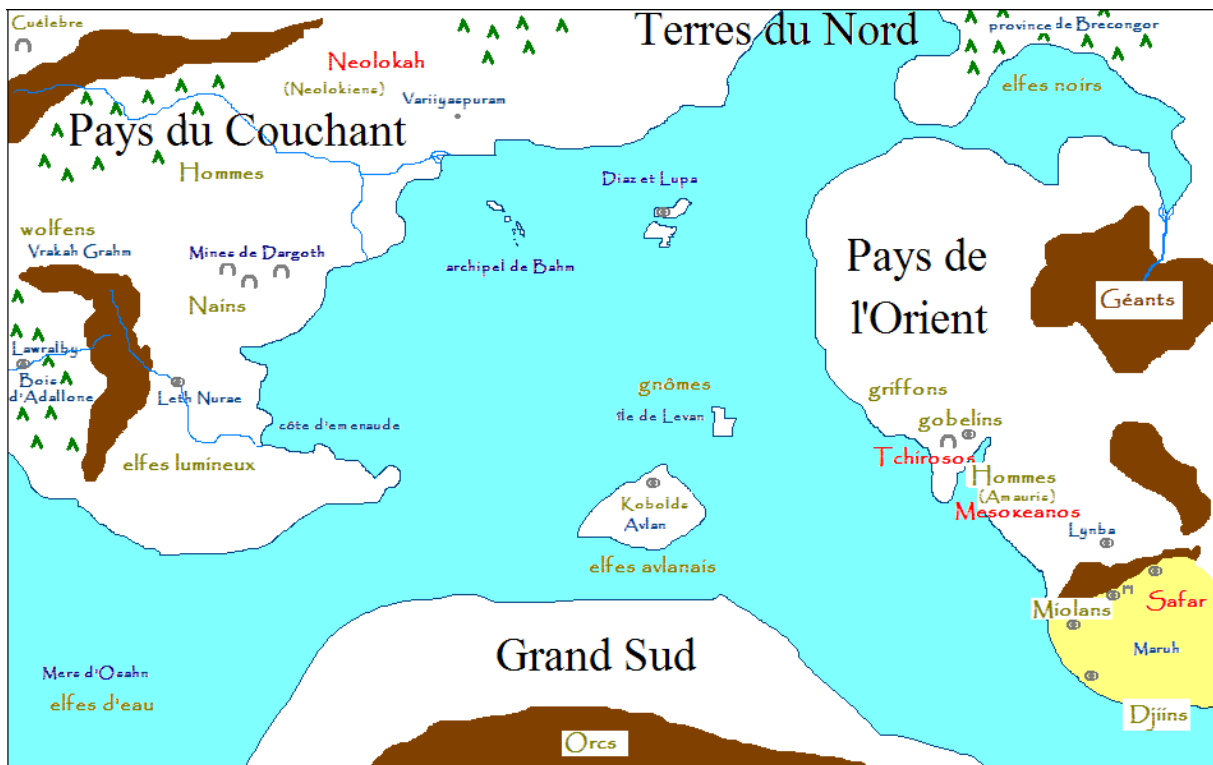 Cuélebre
Terres du Nord
province de Brecongor
Neolokah
(Neolokiens)
elfes noirs
Variiyaspuram
Pays du Couchant
Hommes
Diaz et Lupa
wolfens
Vrakah Grahm
Mines de Dargoth
archipel de Bahm
Pays de
l'Orient
Géants
Nains
Lawralby
Bois
d'Adallone
Leth Nurae
gnômes
île de Levan
griffons
gobelins
côte d'emenaude
Tchirosos
elfes lumineux
Hommes
(Amauris)
Mesoxeanos
Kobolds
Avlan
Lynba
elfes avlanais
Miolans
Safar
Grand Sud
Maruh
Mers d'Osahn
elfes d'eau
Djiins
Orcs